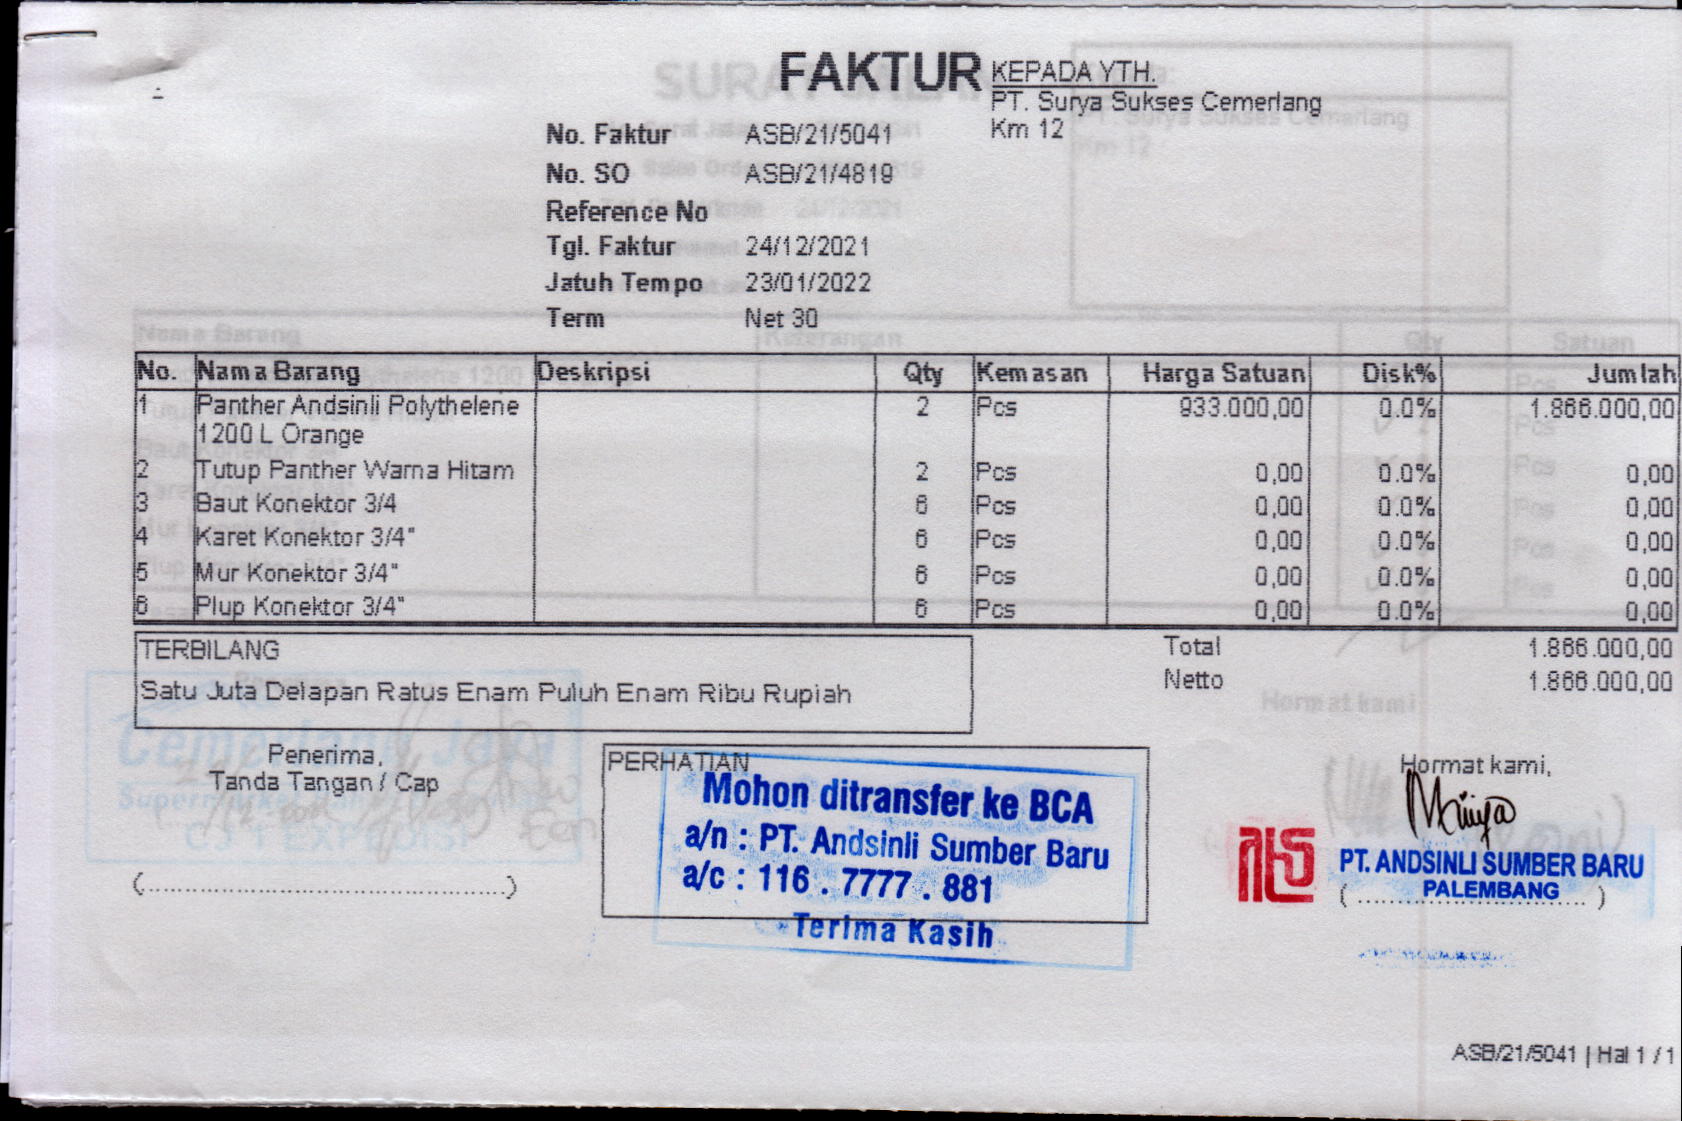 FAKTUR
KEPADA YTH.
PT. Surya Sukses Cemerlang
Km 12
No. Faktur ASB/21/5041
No. SO ASB/21/4819
Reference No
Tgl. Faktur 24/12/2021
Jatuh Tempo 23/01/2022
Term Net 30
No. Nama Barang Deskripsi Qty Kemasan Harga Satuan Disk% Jumlah
1 Panther Andsinli Polythelene 2 Pcs 933.000,00 0.0% 1.866.000,00
1200 L Orange
2 Tutup Panther Warna Hitam 2 Pcs 0,00 0.0% 0,00
3 Baut Konektor 3/4 6 Pcs 0,00 0.0% 0,00
4 Karet Konektor 3/4" 6 Pcs 0,00 0.0% 0,00
5 Mur Konektor 3/4" 6 Pcs 0,00 0.0% 0,00
6 Plup Konektor 3/4" 6 Pcs 0,00 0.0% 0,00
TERBILANG
Satu Juta Delapan Ratus Enam Puluh Enam Ribu Rupiah
Total 1.866.000,00
Netto 1.866.000,00
Penerima,
Tanda Tangan / Cap
(..................................................)
PERHATIAN
Mohon ditransfer ke BCA
a/n : PT. Andsinli Sumber Baru
a/c : 116 . 7777 . 881
Terima Kasih
Hormat kami,
PT. ANDSINLI SUMBER BARU
PALEMBANG
(................................)
ASB/21/5041 | Hal 1 / 1